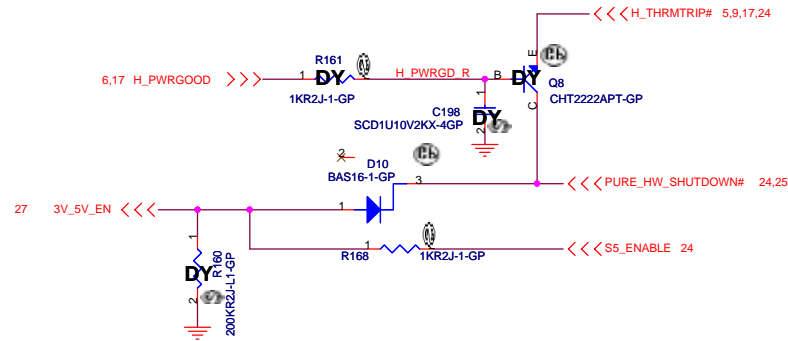 H_THRMTRIP# 5,9,17,24
R161
E
6,17 H_PWRGOOD
1
DY
2
H_PWRGD_R
B
DY
Q8
1KR2J-1-GP
1
CHT2222APT-GP
C
C198
DY
SCD1U10V2KX-4GP
2
2
D10
BAS16-1-GP
3
PURE_HW_SHUTDOWN# 24,25
27 3V_5V_EN
1
1
S5_ENABLE 24
R168
1KR2J-1-GP
1
DY
R160
200KR2J-L1-GP
2